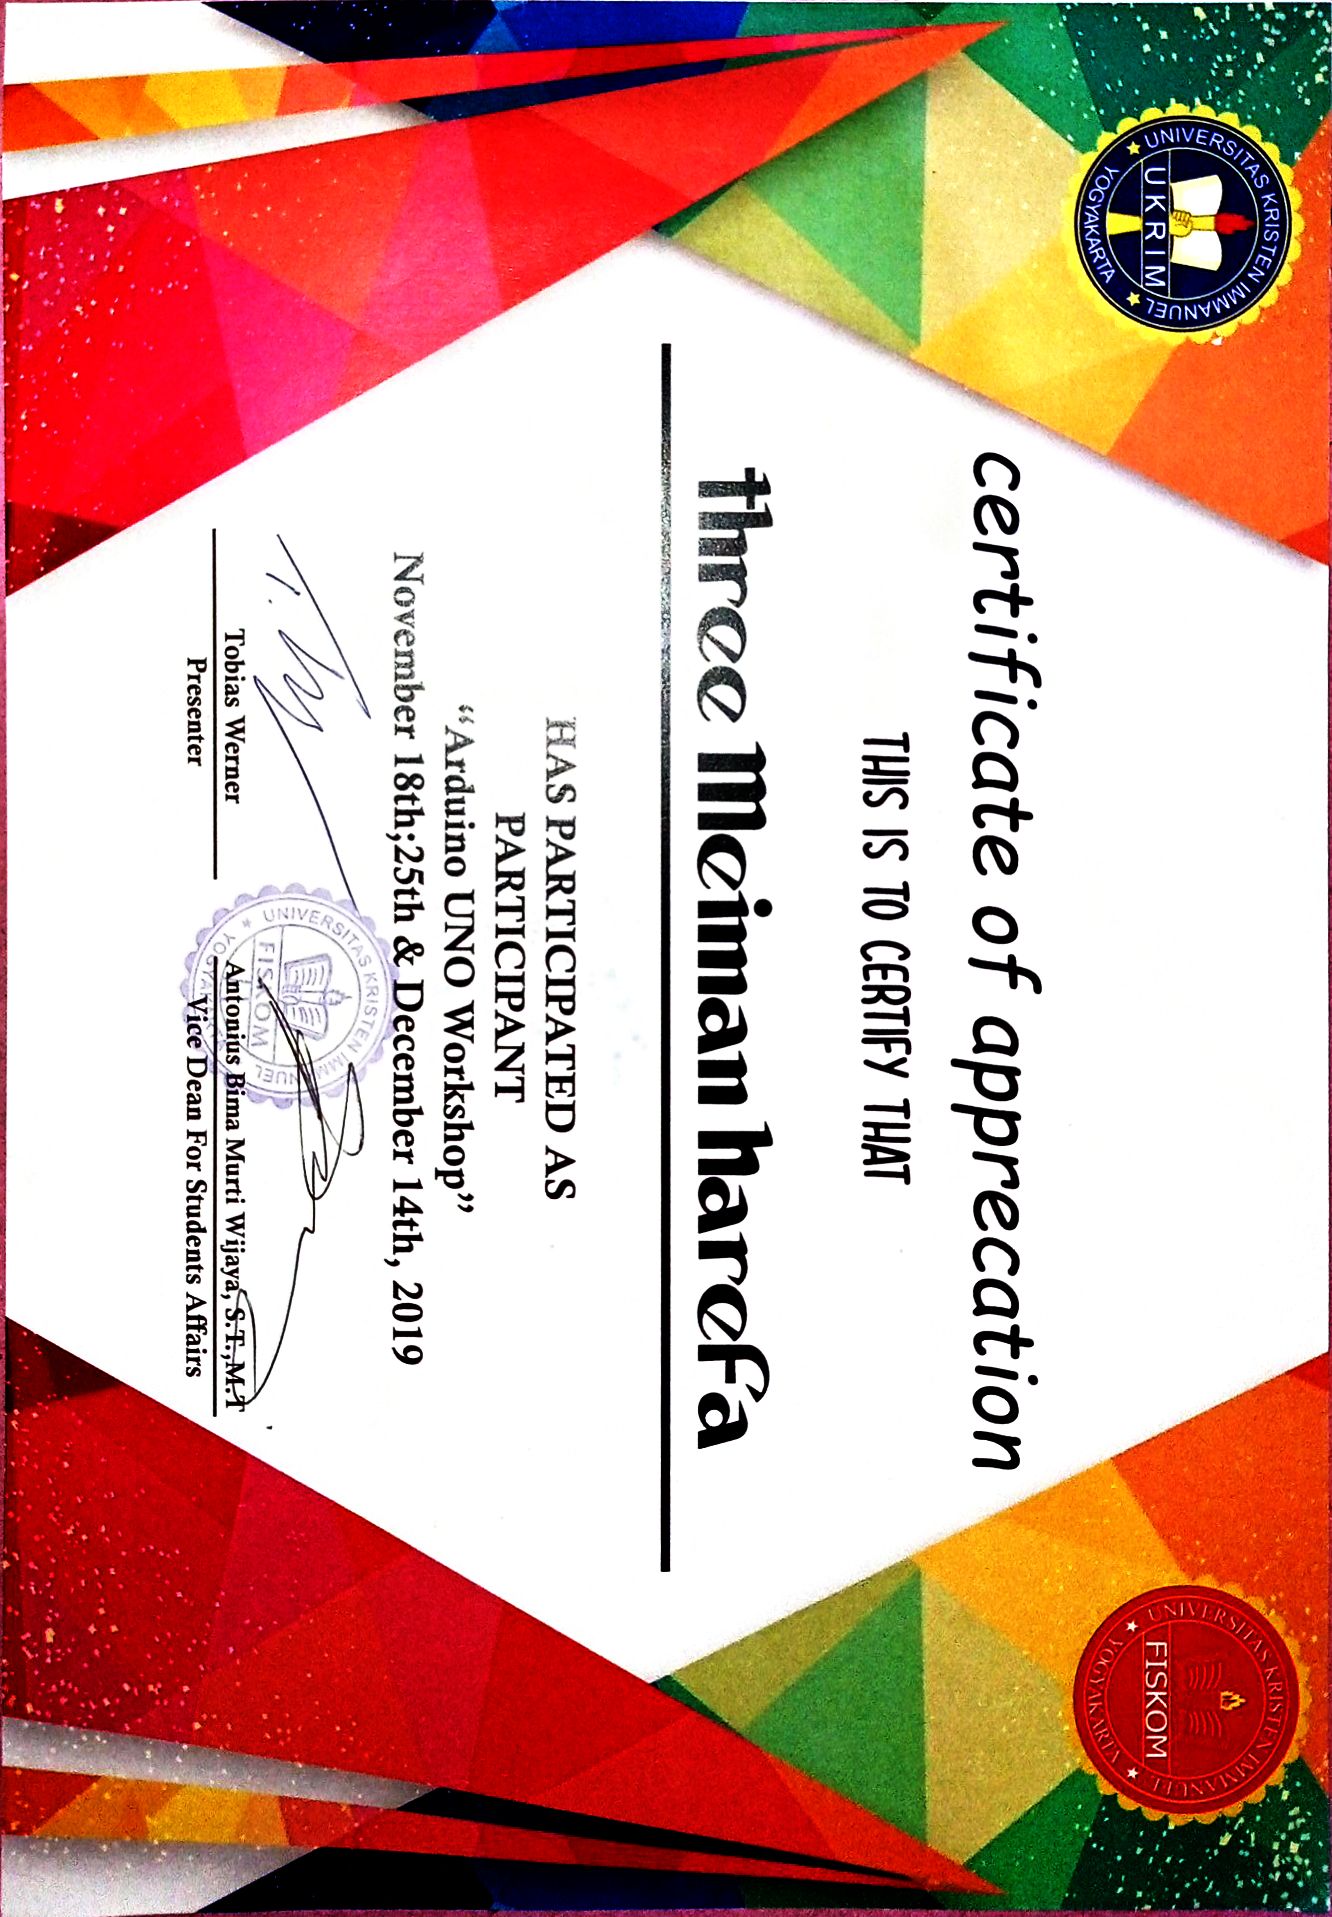 UNIVERSITAS KRISTEN IMMANUEL
UKRIM
YOGYAKARTA
UNIVERSITAS KRISTEN IMMANUEL
FISKOM
YOGYAKARTA
certificate of apprecation
THIS IS TO CERTIFY THAT
three Meiman harefa
HAS PARTICIPATED AS
PARTICIPANT
“Arduino UNO Workshop”
November 18th;25th & December 14th, 2019
UNIVERSITAS KRISTEN IMMANUEL
FISKOM
YOGYAKARTA
Tobias Werner
Presenter
Antonius Bima Murti Wijaya, S.T.,M.T
Vice Dean For Students Affairs